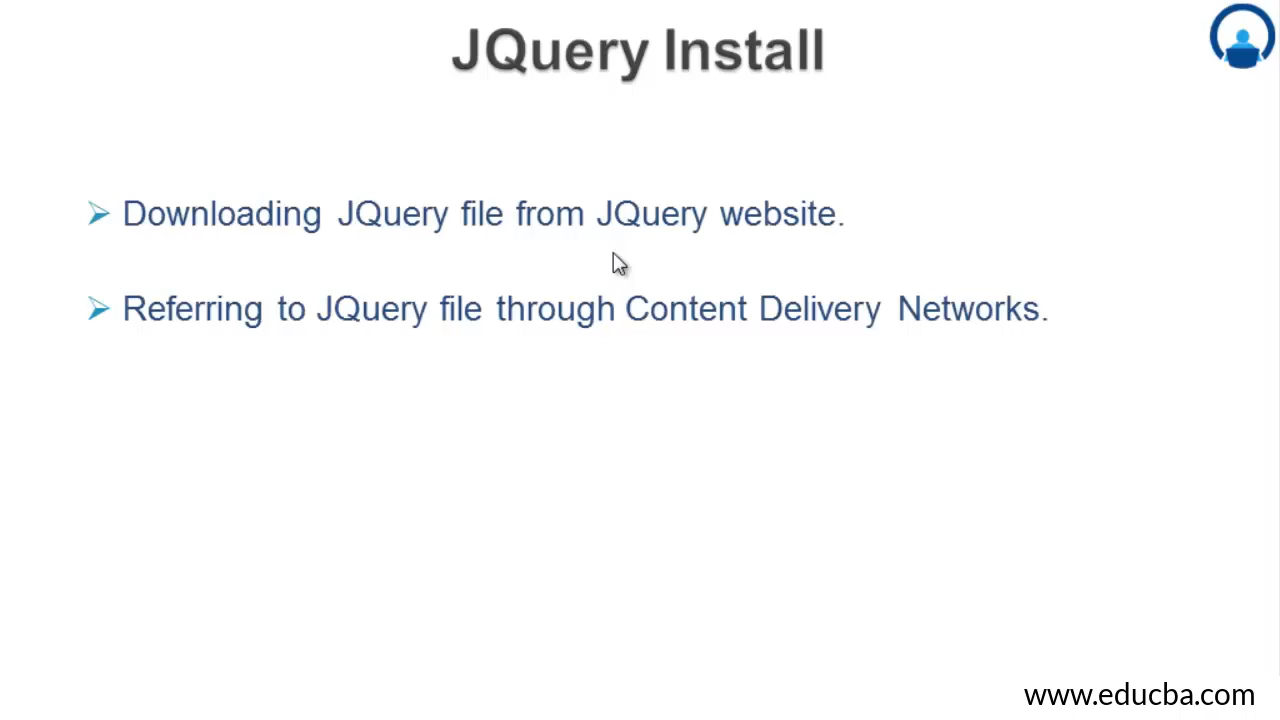 JQuery Install
Downloading JQuery file from JQuery website.
Referring to JQuery file through Content Delivery Networks.
www.educba.com